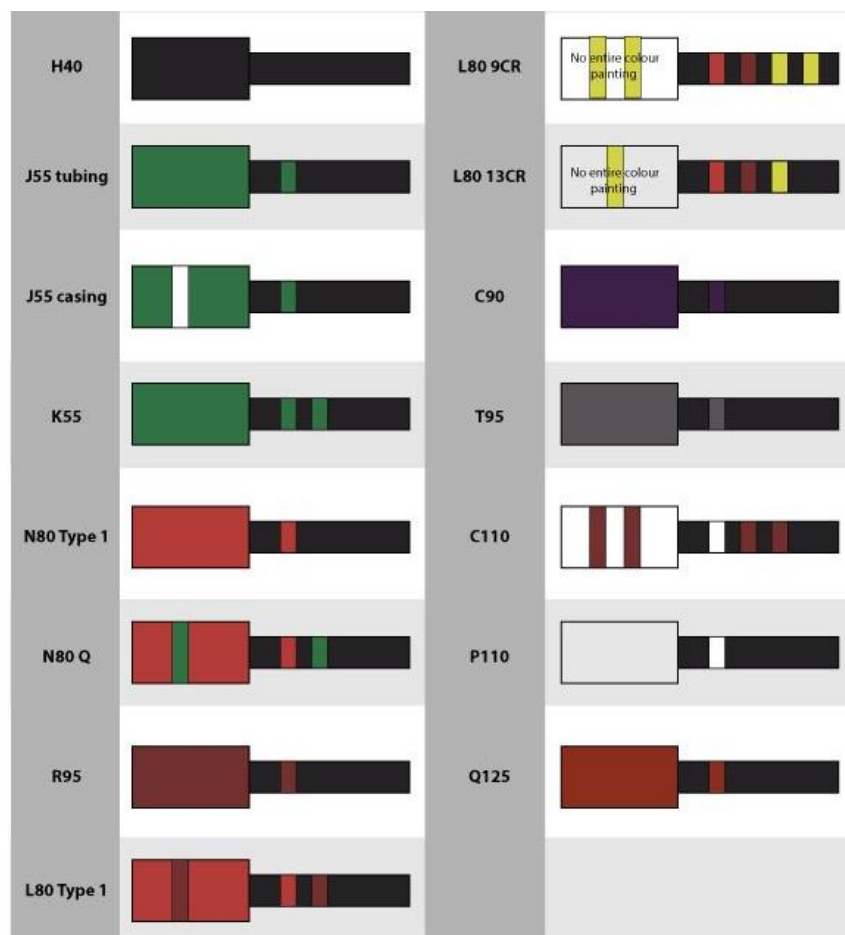 H40
L80 9CR
No entire colour
painting
J55 tubing
L80 13CR
No entire colour
painting
J55 casing
C90
K55
T95
N80 Type 1
C110
N80 Q
P110
R95
Q125
L80 Type 1